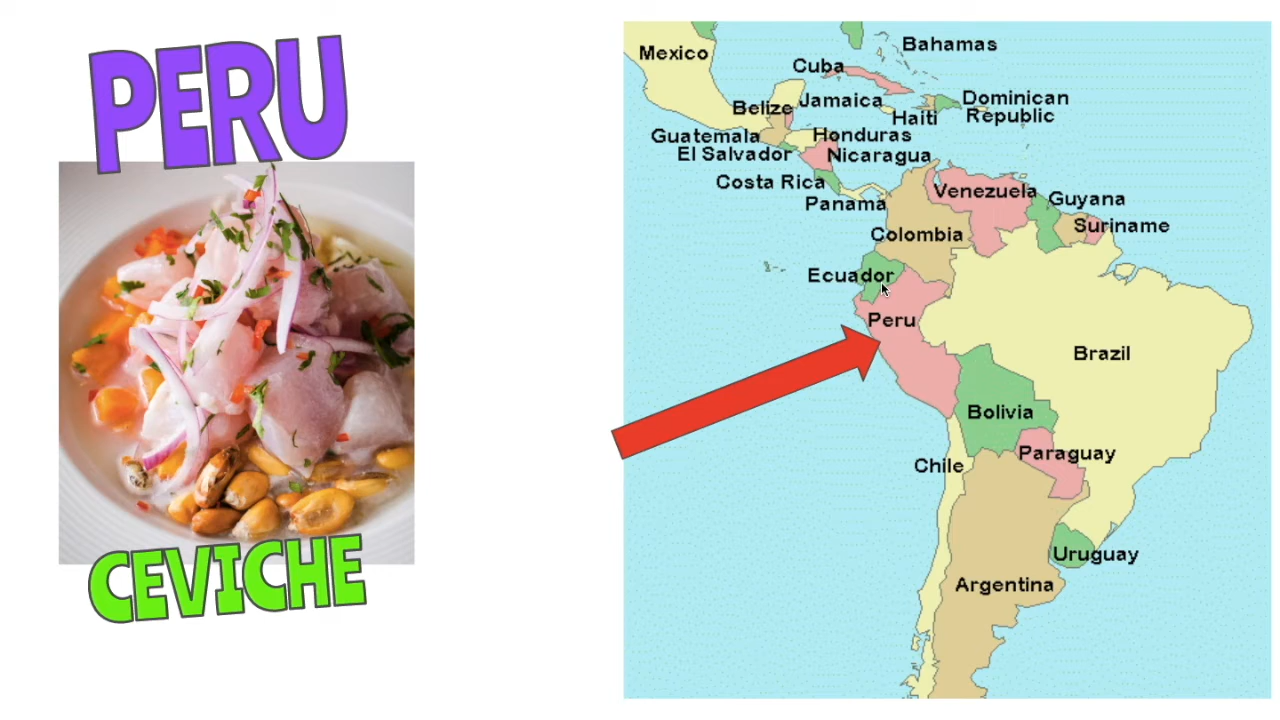 PERU
CEVICHE
Mexico
Bahamas
Cuba
Belize
Jamaica
Haiti
Dominican
Republic
Guatemala
Honduras
El Salvador
Nicaragua
Costa Rica
Panama
Venezuela
Guyana
Suriname
Colombia
Ecuador
Peru
Brazil
Bolivia
Chile
Paraguay
Uruguay
Argentina